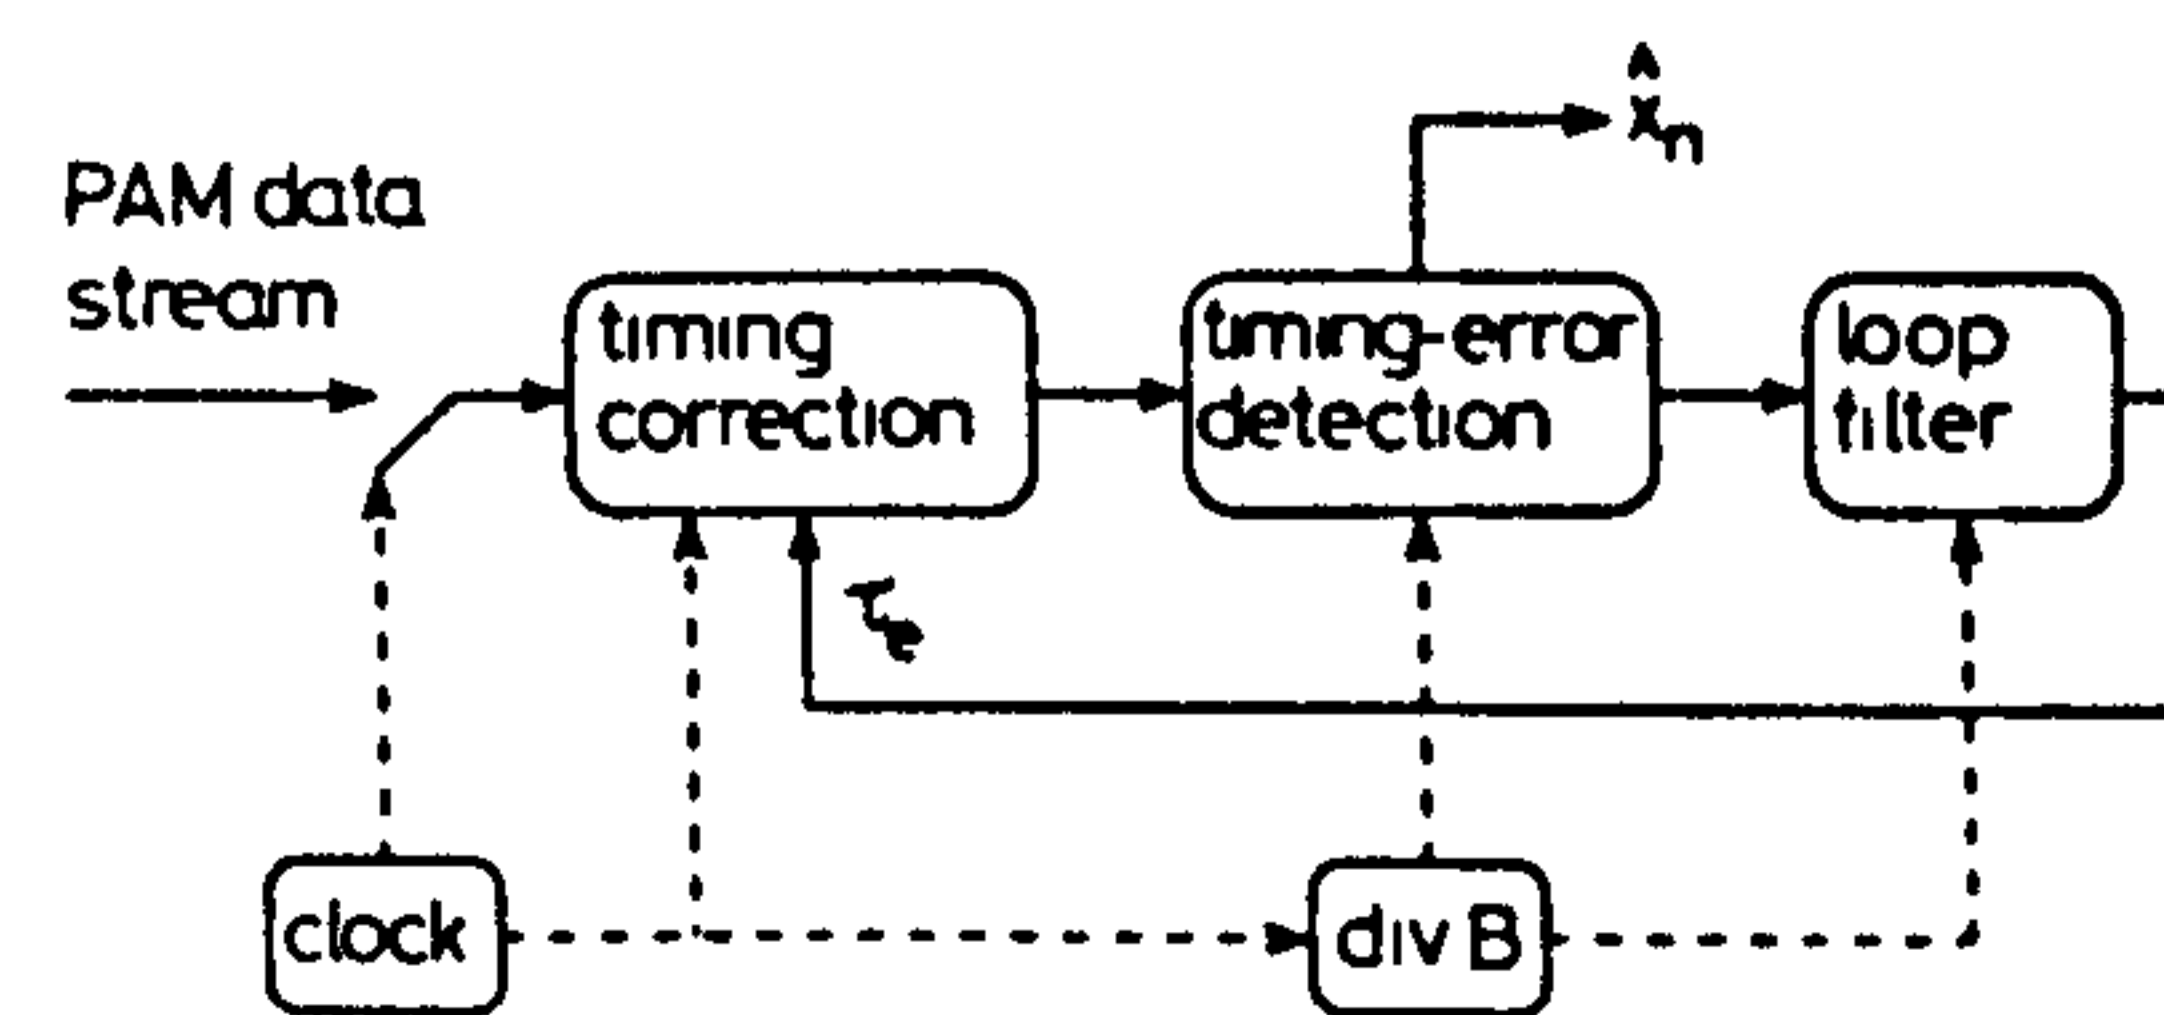 x̂ₙ
PAM data
stream
timing
correction
timing-error
detection
loop
filter
τₑ
clock
div B